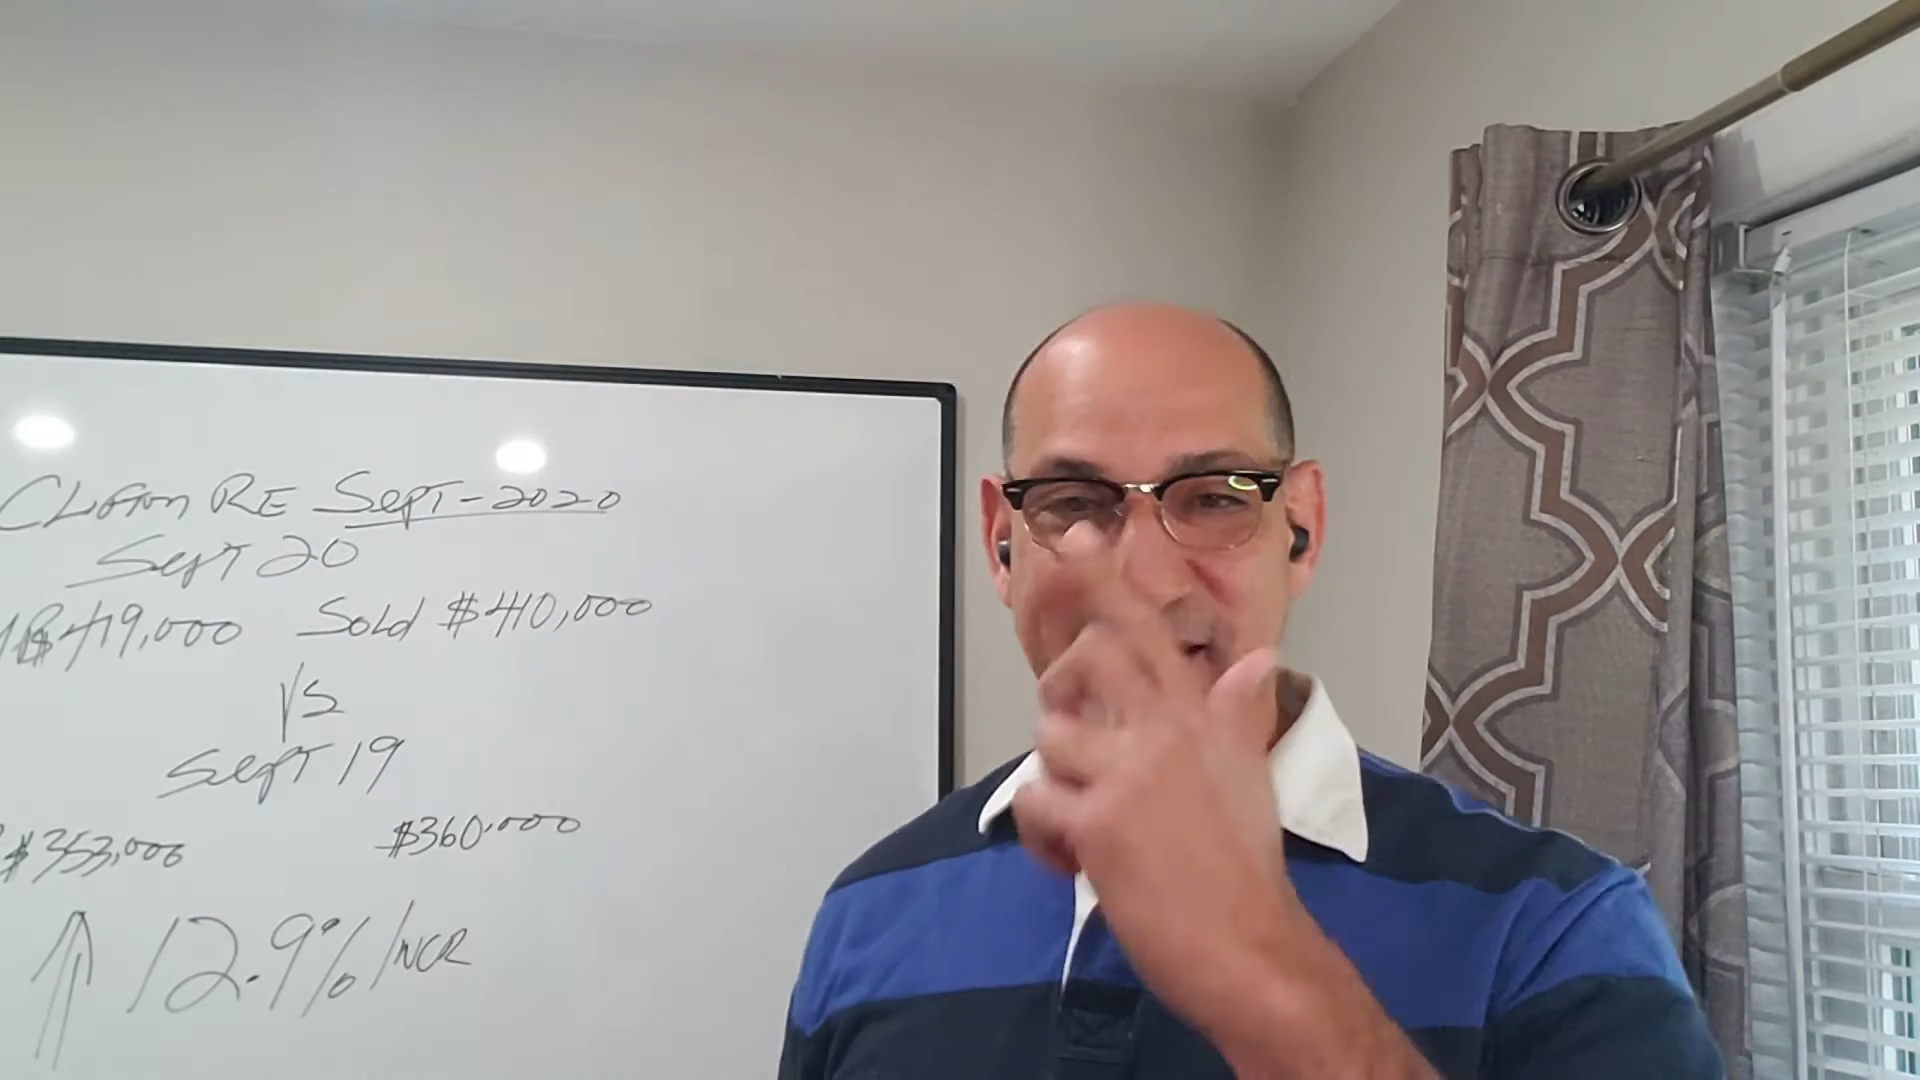 Clifton RE Sept-2020
Sept 20
$419,000 Sold $410,000
VS
Sept 19
$353,000 $360,000
↑ 12.9% INCR